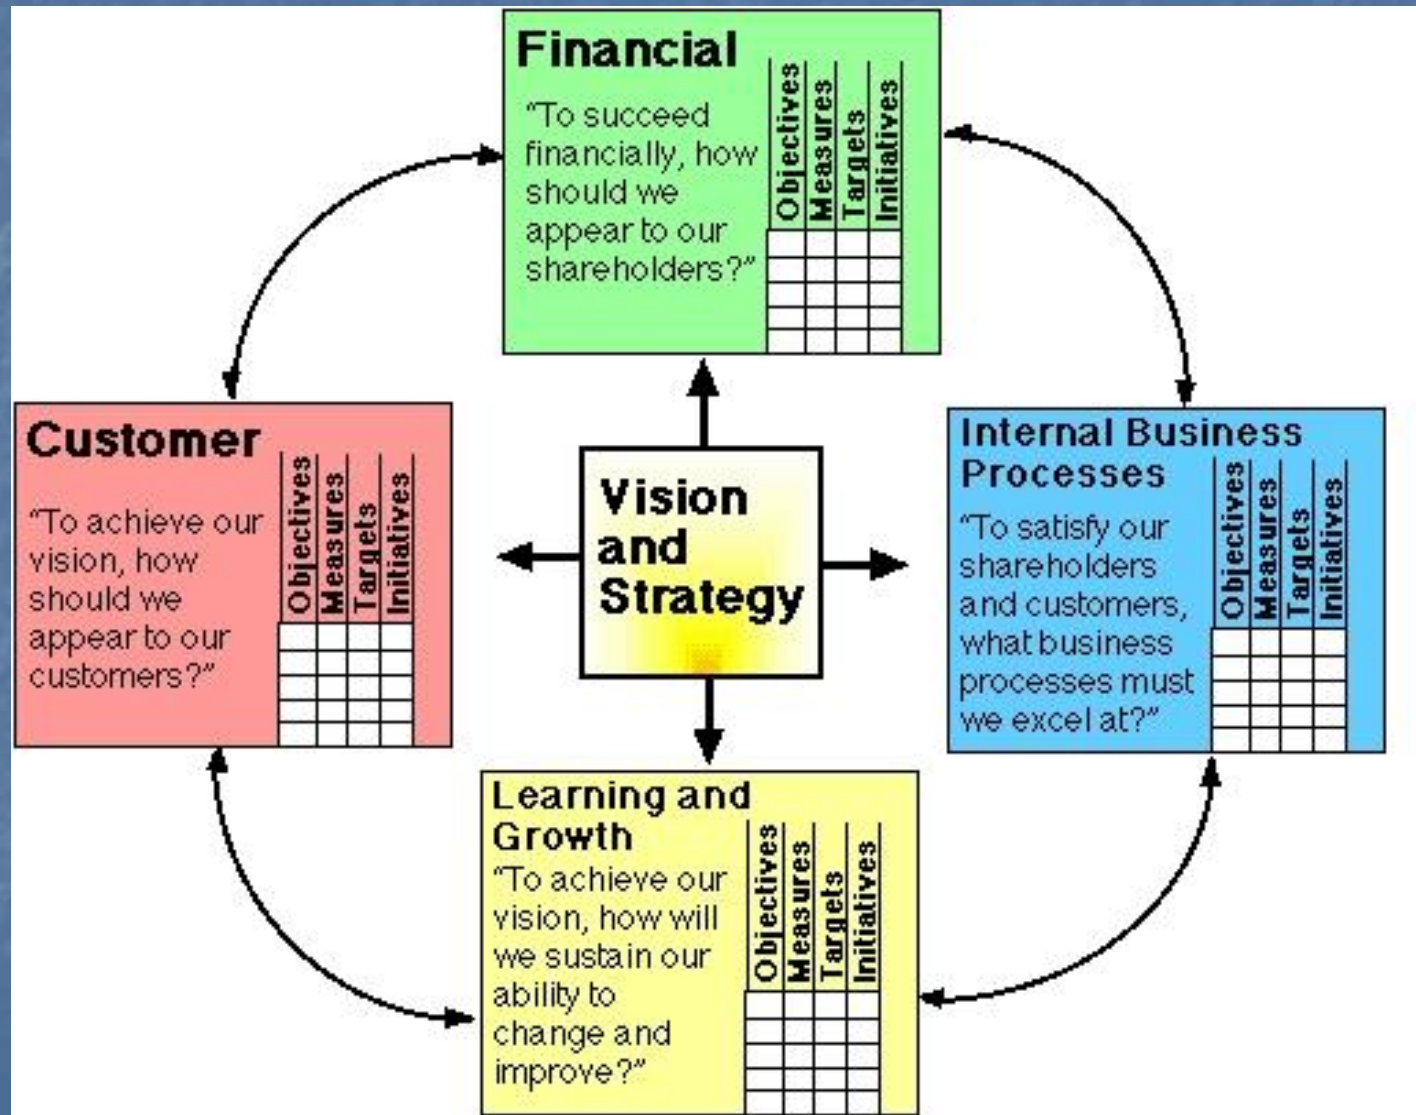 Financial
“To succeed
financially, how
should we
appear to our
shareholders?”
Objectives
Measures
Targets
Initiatives
Customer
“To achieve our
vision, how
should we
appear to our
customers?”
Objectives
Measures
Targets
Initiatives
Vision
and
Strategy
Internal Business
Processes
“To satisfy our
shareholders
and customers,
what business
processes must
we excel at?”
Objectives
Measures
Targets
Initiatives
Learning and
Growth
“To achieve our
vision, how will
we sustain our
ability to
change and
improve?”
Objectives
Measures
Targets
Initiatives